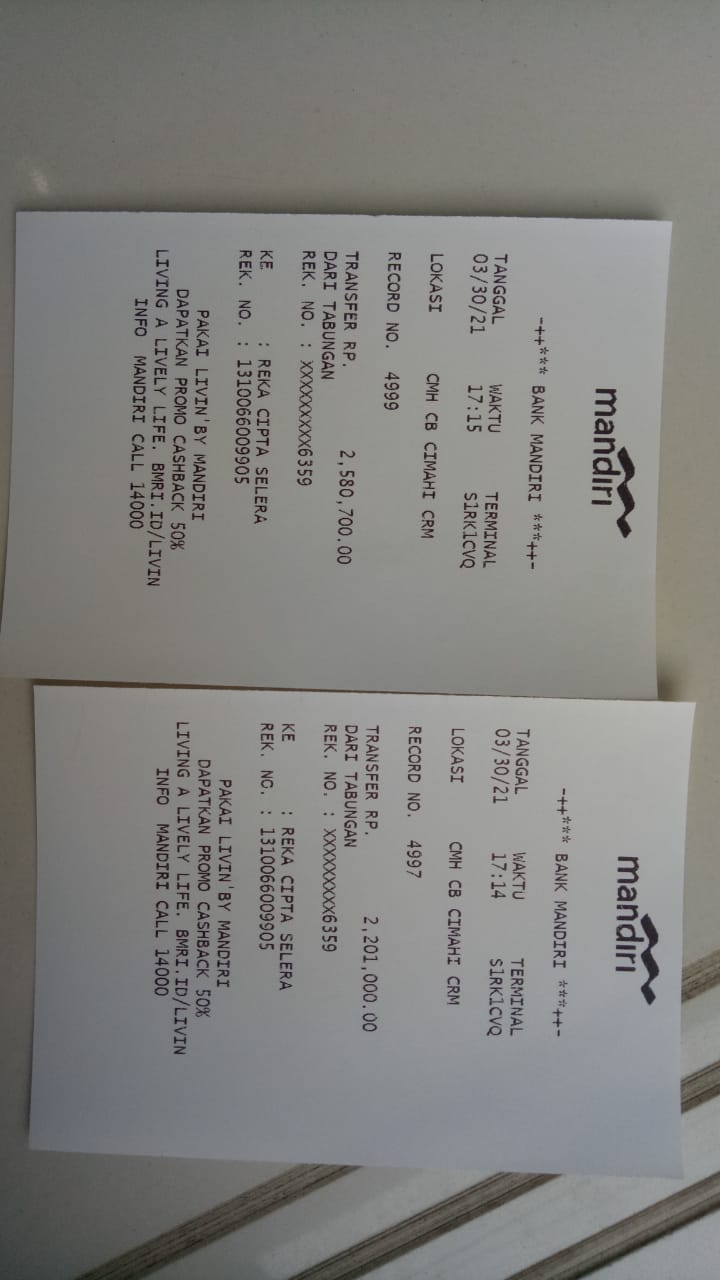 mandiri
-++*** BANK MANDIRI ***++-
TANGGAL WAKTU TERMINAL
03/30/21 17:15 S1RK1CVQ
LOKASI CMH CB CIMAHI CRM
RECORD NO. 4999
TRANSFER RP. 2,580,700.00
DARI TABUNGAN
REK. NO. : XXXXXXXXX6359
KE : REKA CIPTA SELERA
REK. NO. : 1310066009905
PAKAI LIVIN'BY MANDIRI
DAPATKAN PROMO CASHBACK 50%
LIVING A LIVELY LIFE. BMRI.ID/LIVIN
INFO MANDIRI CALL 14000
mandiri
-++*** BANK MANDIRI ***++-
TANGGAL WAKTU TERMINAL
03/30/21 17:14 S1RK1CVQ
LOKASI CMH CB CIMAHI CRM
RECORD NO. 4997
TRANSFER RP. 2,201,000.00
DARI TABUNGAN
REK. NO. : XXXXXXXXX6359
KE : REKA CIPTA SELERA
REK. NO. : 1310066009905
PAKAI LIVIN'BY MANDIRI
DAPATKAN PROMO CASHBACK 50%
LIVING A LIVELY LIFE. BMRI.ID/LIVIN
INFO MANDIRI CALL 14000